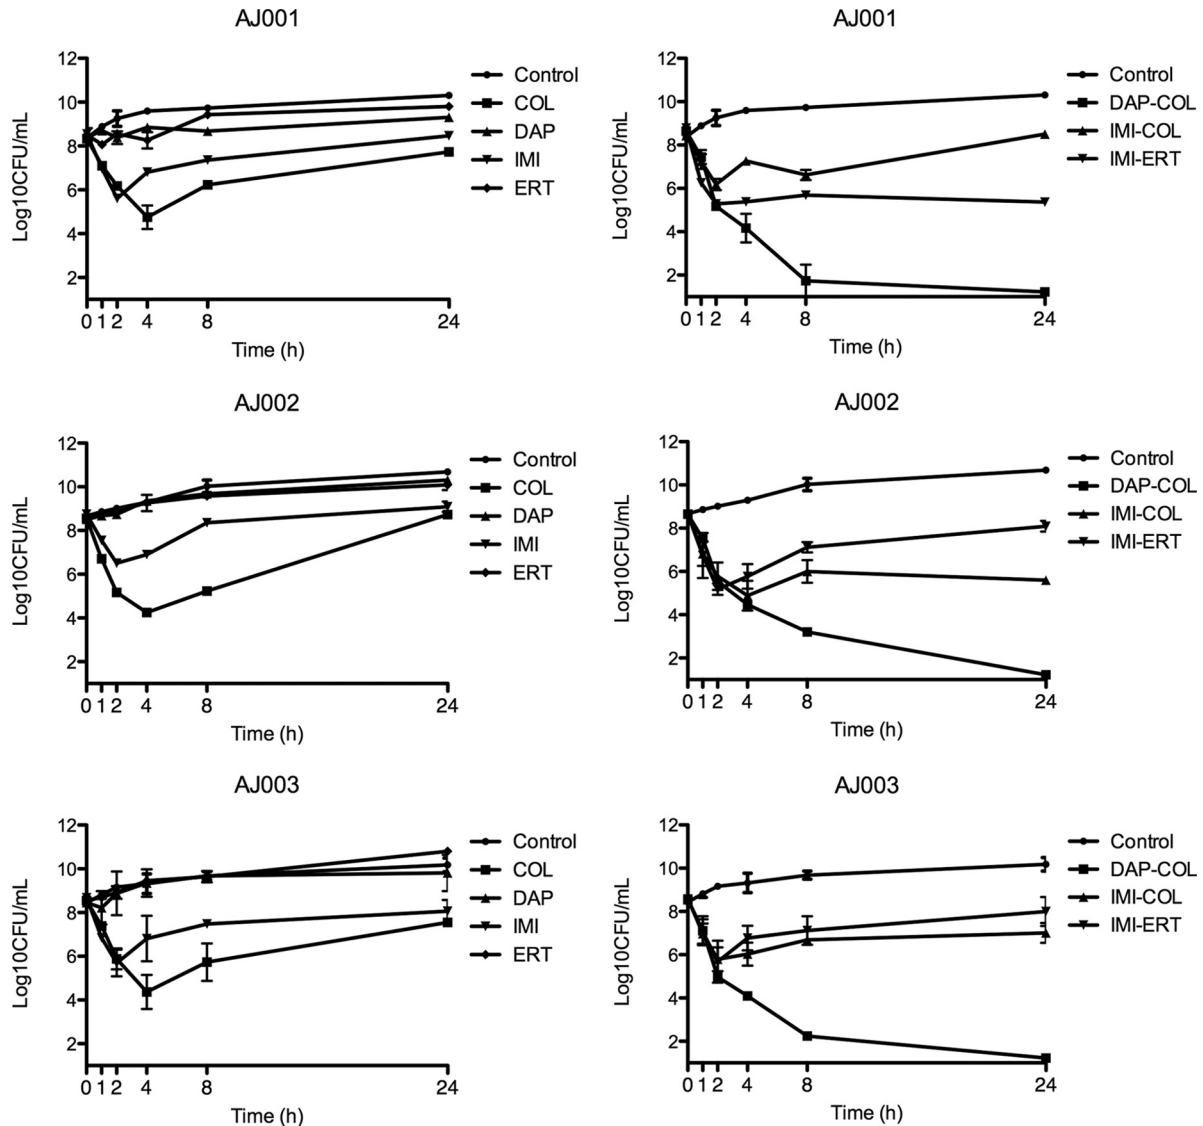 AJ001
12
10
8
6
4
2
Log10CFU/mL
0 1 2 4 8 24
Time (h)
Control
COL
DAP
IMI
ERT
AJ001
12
10
8
6
4
2
Log10CFU/mL
0 1 2 4 8 24
Time (h)
Control
DAP-COL
IMI-COL
IMI-ERT
AJ002
12
10
8
6
4
2
Log10CFU/mL
0 1 2 4 8 24
Time (h)
Control
COL
DAP
IMI
ERT
AJ002
12
10
8
6
4
2
Log10CFU/mL
0 1 2 4 8 24
Time (h)
Control
DAP-COL
IMI-COL
IMI-ERT
AJ003
12
10
8
6
4
2
Log10CFU/mL
0 1 2 4 8 24
Time (h)
Control
COL
DAP
IMI
ERT
AJ003
12
10
8
6
4
2
Log10CFU/mL
0 1 2 4 8 24
Time (h)
Control
DAP-COL
IMI-COL
IMI-ERT